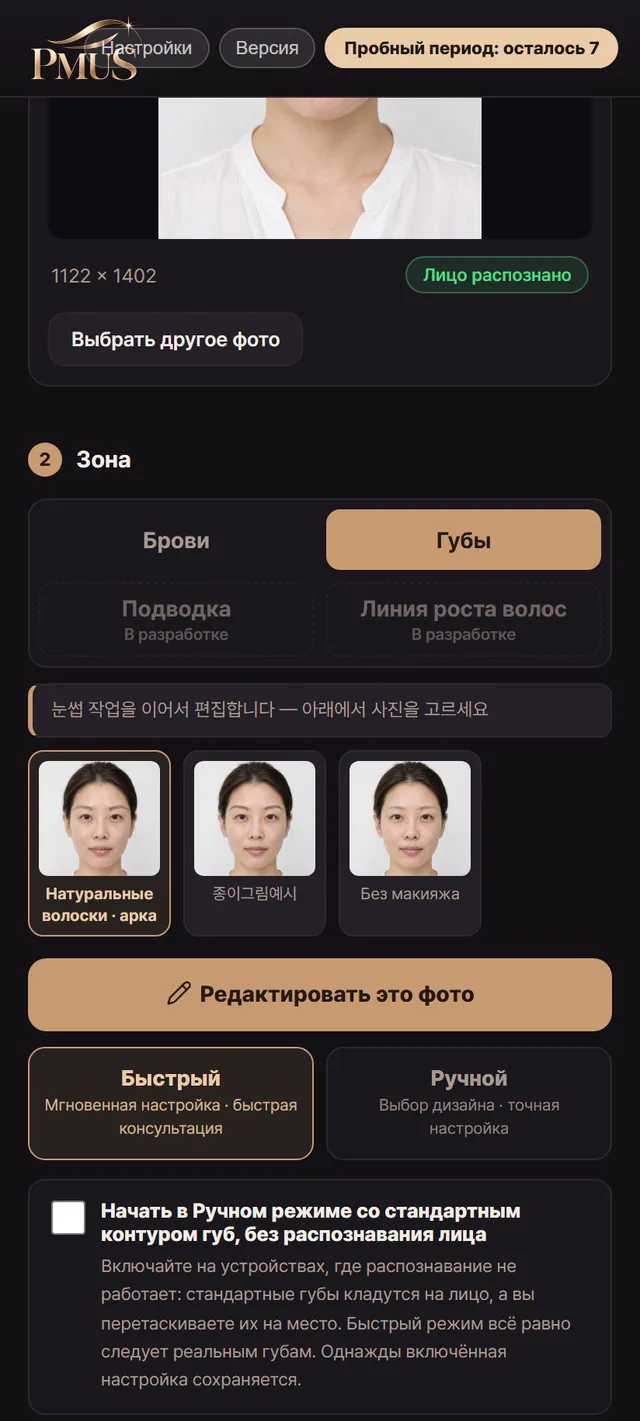 PMUS
Настройки
Версия
Пробный период: осталось 7
1122 × 1402
Лицо распознано
Выбрать другое фото
2
Зона
Брови
Губы
Подводка
В разработке
Линия роста волос
В разработке
눈썹 작업을 이어서 편집합니다 — 아래에서 사진을 고르세요
Натуральные
волоски · арка
종이그림예시
Без макияжа
Редактировать это фото
Быстрый
Мгновенная настройка · быстрая
консультация
Ручной
Выбор дизайна · точная
настройка
Начать в Ручном режиме со стандартным
контуром губ, без распознавания лица
Включайте на устройствах, где распознавание не
работает: стандартные губы кладутся на лицо, а вы
перетаскиваете их на место. Быстрый режим всё равно
следует реальным губам. Однажды включённая
настройка сохраняется.